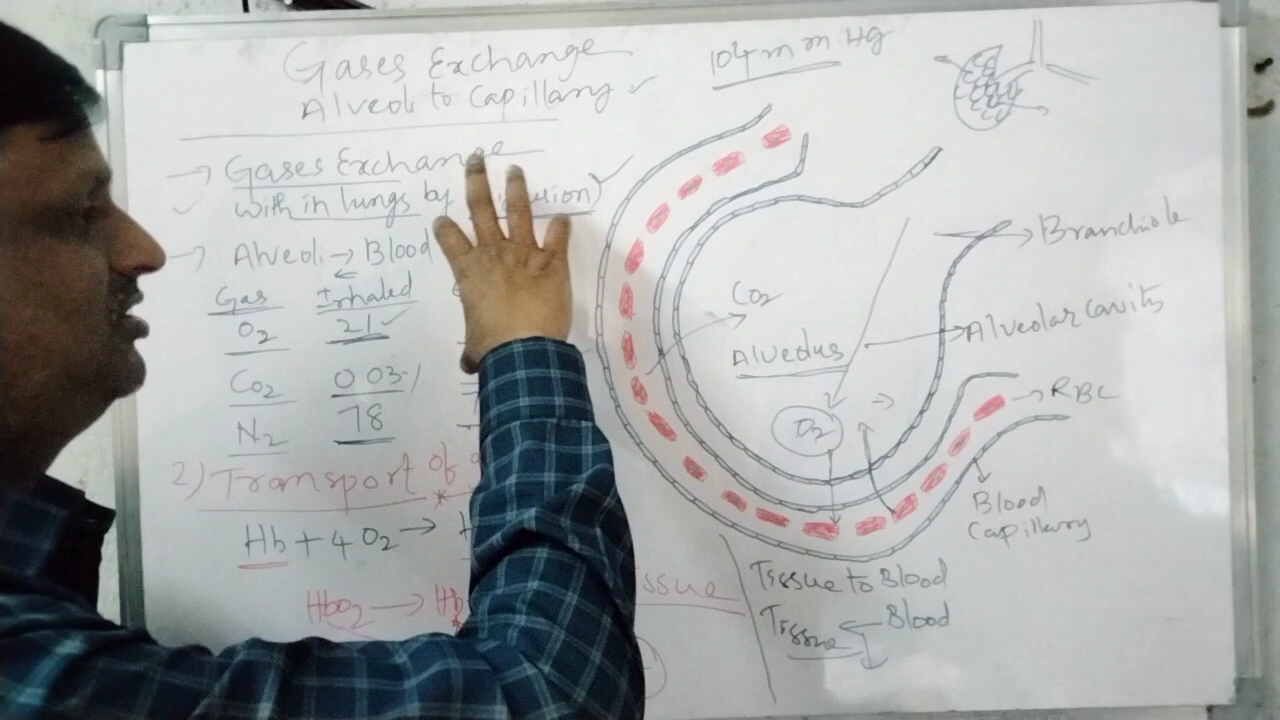 Gases Exchange
Alveoli to Capillary
Gases Exchange
with in lungs by
Alveoli → Blood
Gas Inhaled
O2 21
Co2 0.03
N2 78
2) Transport of
Hb + 4O2 →
HbO2 → Hb
104 mm.Hg
Co2
Alveolus
O2
Branchiole
Alveolar cavity
RBC
Blood
Capillary
Tissue to Blood
Tissue Blood